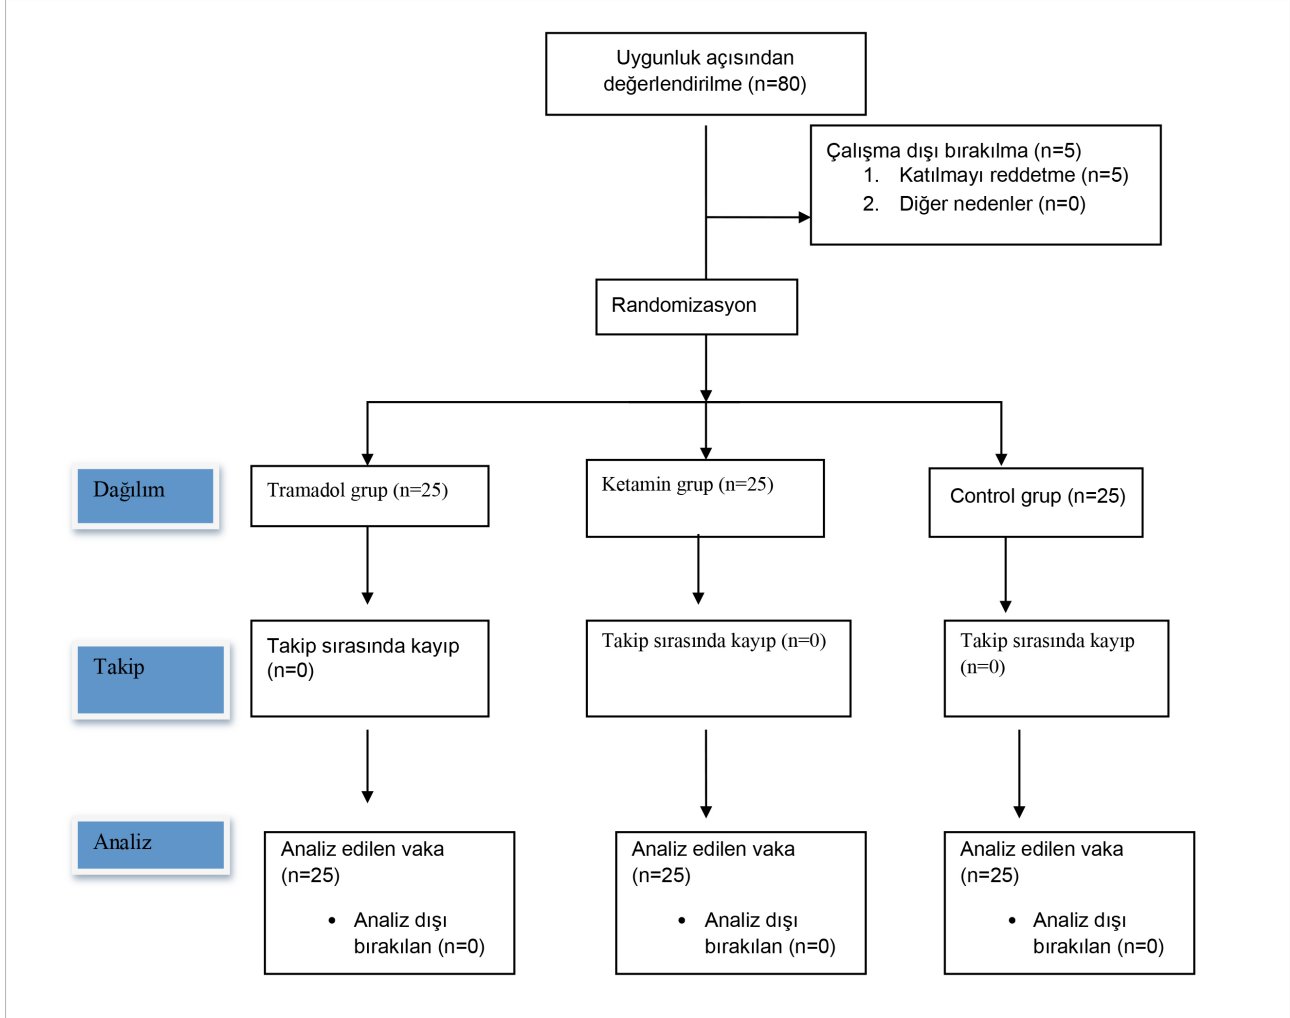 Uygunluk açısından
değerlendirilme (n=80)
Çalışma dışı bırakılma (n=5)
1. Katılmayı reddetme (n=5)
2. Diğer nedenler (n=0)
Randomizasyon
Dağılım
Tramadol grup (n=25)
Ketamin grup (n=25)
Control grup (n=25)
Takip
Takip sırasında kayıp
(n=0)
Takip sırasında kayıp (n=0)
Takip sırasında kayıp
(n=0)
Analiz
Analiz edilen vaka
(n=25)
• Analiz dışı
bırakılan (n=0)
Analiz edilen vaka
(n=25)
• Analiz dışı
bırakılan (n=0)
Analiz edilen vaka
(n=25)
• Analiz dışı
bırakılan (n=0)